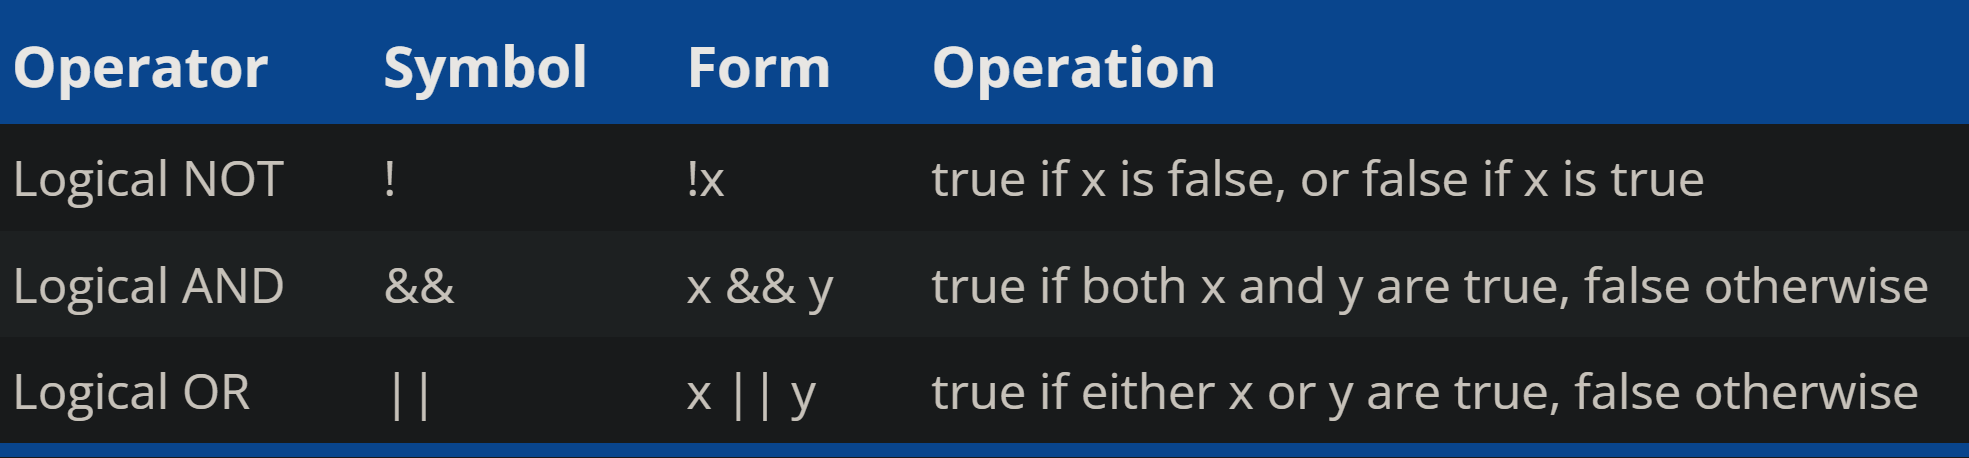 Operator Symbol Form Operation
Logical NOT ! !x true if x is false, or false if x is true
Logical AND && x && y true if both x and y are true, false otherwise
Logical OR || x || y true if either x or y are true, false otherwise